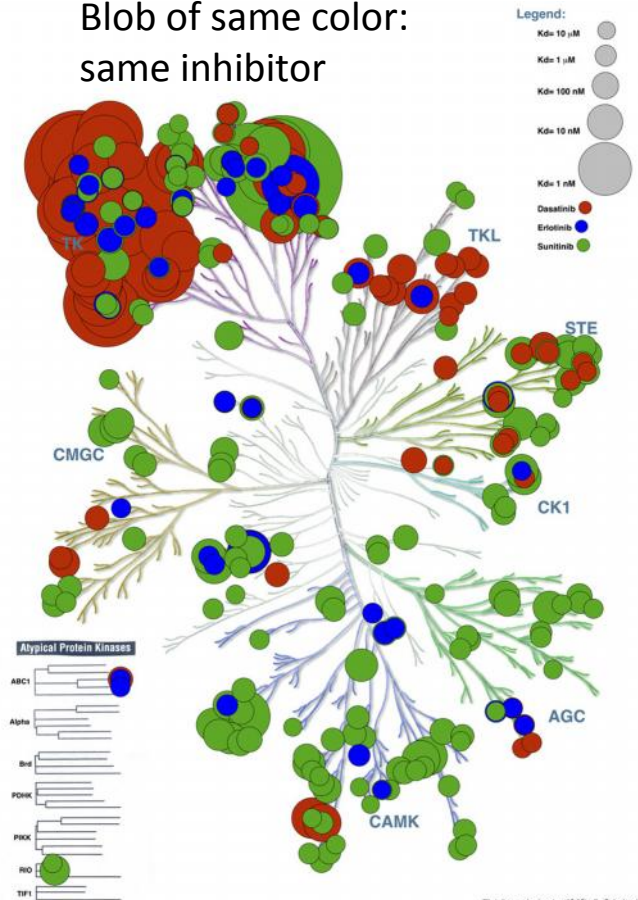 Blob of same color:
same inhibitor
Legend:
Kd= 10 µM
Kd= 1 µM
Kd= 100 nM
Kd= 10 nM
Kd= 1 nM
Dasatinib
Erlotinib
Sunitinib
TK
TKL
STE
CMGC
CK1
AGC
CAMK
Atypical Protein Kinases
ABC1
Alpha
Brd
PDHK
PIKK
RIO
TIF1